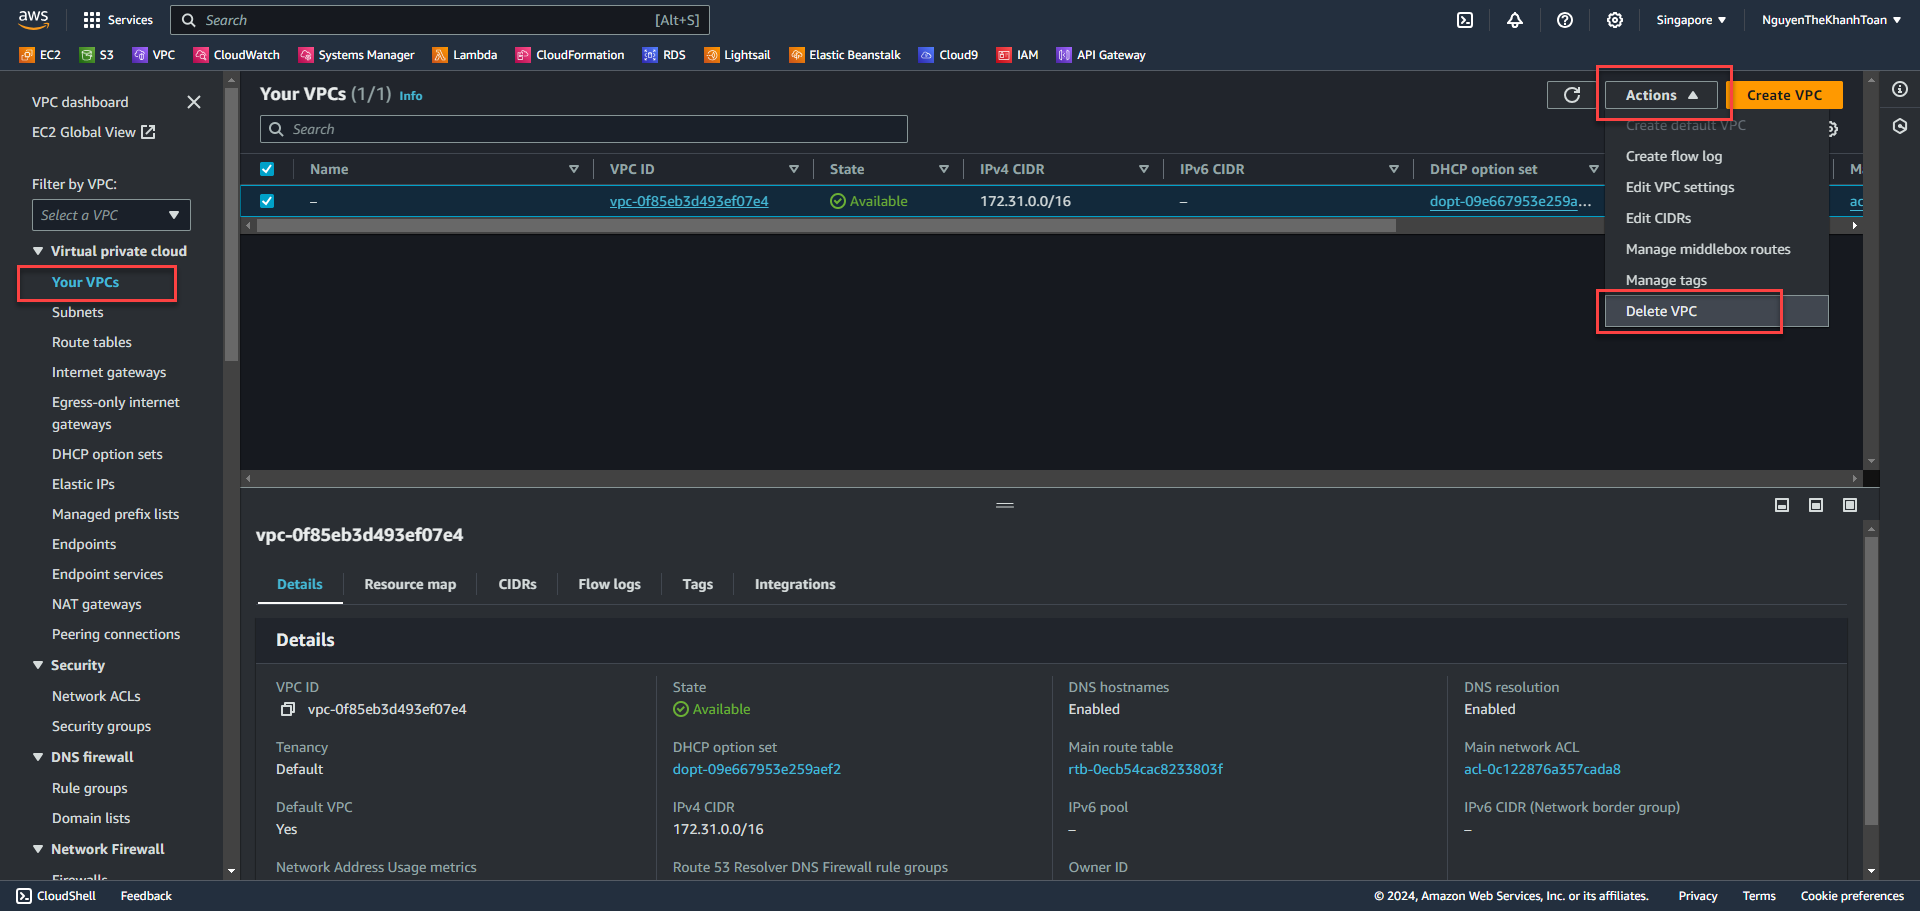 aws
Services
Search
[Alt+S]
Singapore
NguyenTheKhanhToan
EC2
S3
VPC
CloudWatch
Systems Manager
Lambda
CloudFormation
RDS
Lightsail
Elastic Beanstalk
Cloud9
IAM
API Gateway
VPC dashboard
EC2 Global View
Filter by VPC:
Select a VPC
Virtual private cloud
Your VPCs
Subnets
Route tables
Internet gateways
Egress-only internet
gateways
DHCP option sets
Elastic IPs
Managed prefix lists
Endpoints
Endpoint services
NAT gateways
Peering connections
Security
Network ACLs
Security groups
DNS firewall
Rule groups
Domain lists
Network Firewall
Firewalls
Your VPCs (1/1) Info
Actions
Create VPC
Search
Create default VPC
Create flow log
Edit VPC settings
Edit CIDRs
Manage middlebox routes
Manage tags
Delete VPC
Name
VPC ID
State
IPv4 CIDR
IPv6 CIDR
DHCP option set
–
vpc-0f85eb3d493ef07e4
Available
172.31.0.0/16
–
dopt-09e667953e259a...
vpc-0f85eb3d493ef07e4
Details
Resource map
CIDRs
Flow logs
Tags
Integrations
Details
VPC ID
vpc-0f85eb3d493ef07e4
State
Available
DNS hostnames
Enabled
DNS resolution
Enabled
Tenancy
Default
DHCP option set
dopt-09e667953e259aef2
Main route table
rtb-0ecb54cac8233803f
Main network ACL
acl-0c122876a357cada8
Default VPC
Yes
IPv4 CIDR
172.31.0.0/16
IPv6 pool
–
IPv6 CIDR (Network border group)
–
Network Address Usage metrics
Route 53 Resolver DNS Firewall rule groups
Owner ID
CloudShell
Feedback
© 2024, Amazon Web Services, Inc. or its affiliates.
Privacy
Terms
Cookie preferences